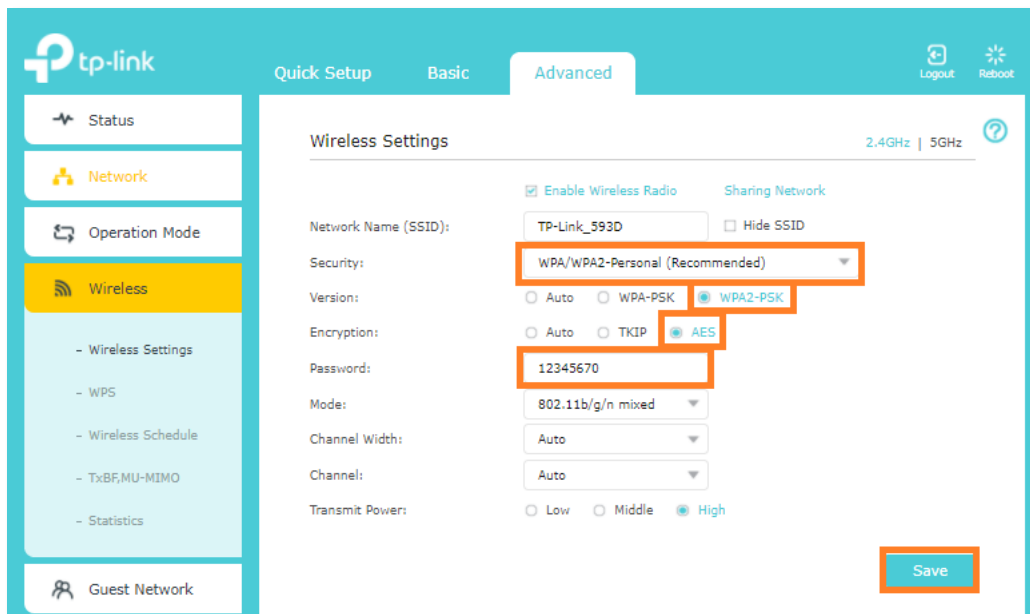 tp-link
Quick Setup Basic Advanced
Logout Reboot
Status
Network
Operation Mode
Wireless
- Wireless Settings
- WPS
- Wireless Schedule
- TxBF,MU-MIMO
- Statistics
Guest Network
Wireless Settings 2.4GHz | 5GHz ?
Enable Wireless Radio Sharing Network
Network Name (SSID): TP-Link_593D Hide SSID
Security: WPA/WPA2-Personal (Recommended)
Version: Auto WPA-PSK WPA2-PSK
Encryption: Auto TKIP AES
Password: 12345670
Mode: 802.11b/g/n mixed
Channel Width: Auto
Channel: Auto
Transmit Power: Low Middle High
Save